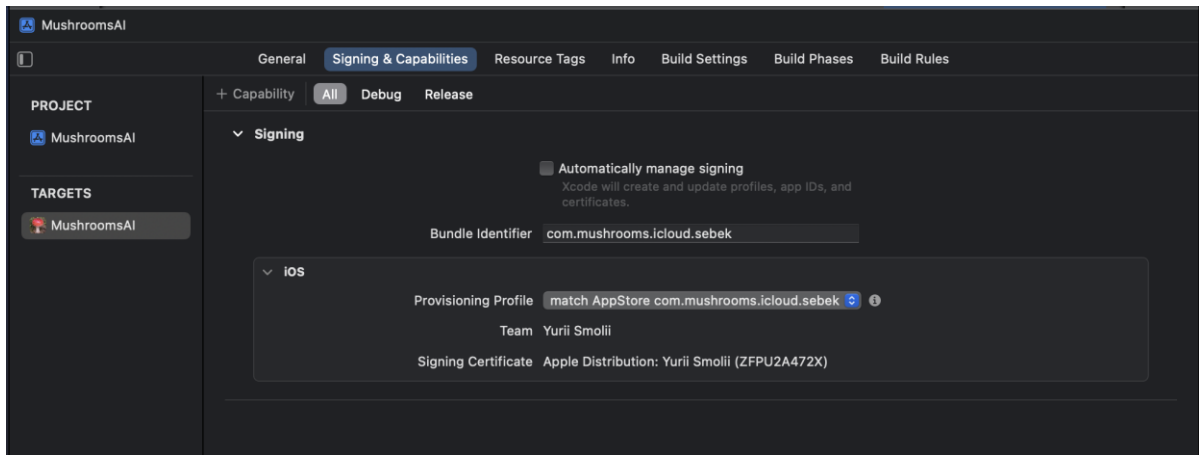 MushroomsAI
General Signing & Capabilities Resource Tags Info Build Settings Build Phases Build Rules
+ Capability All Debug Release
PROJECT
MushroomsAI
TARGETS
MushroomsAI
Signing
Automatically manage signing
Xcode will create and update profiles, app IDs, and
certificates.
Bundle Identifier com.mushrooms.icloud.sebek
iOS
Provisioning Profile match AppStore com.mushrooms.icloud.sebek
Team Yurii Smolii
Signing Certificate Apple Distribution: Yurii Smolii (ZFPU2A472X)